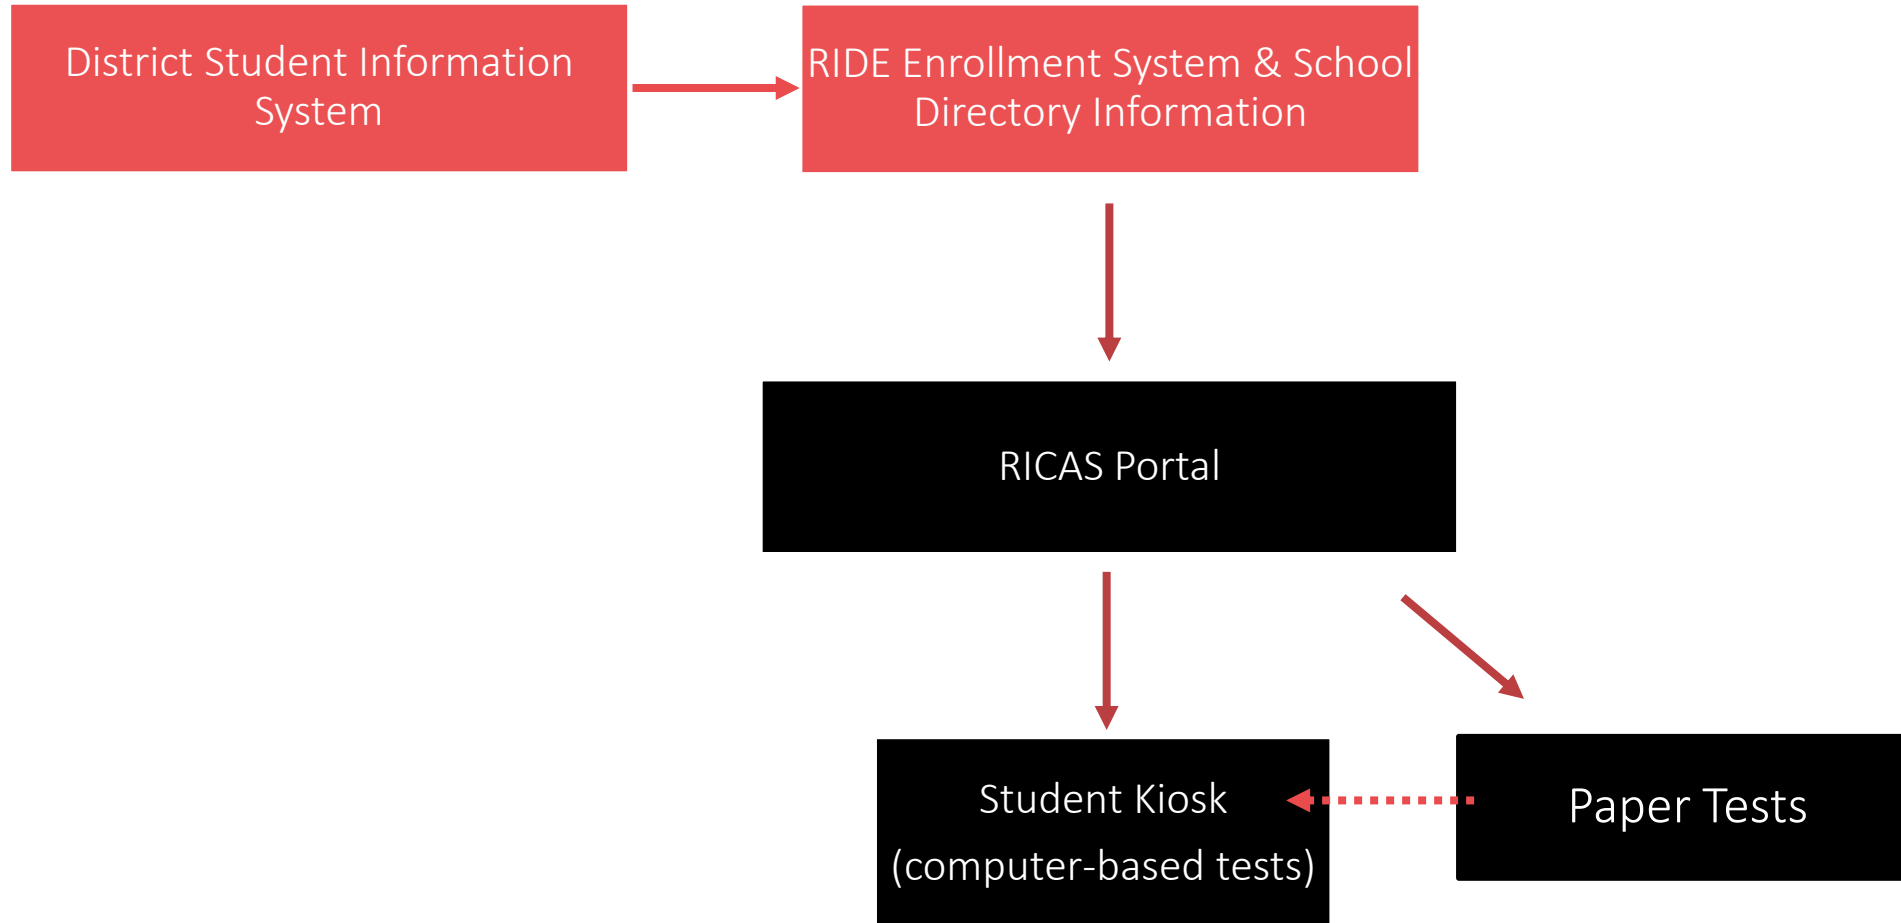 District Student Information
System
RIDE Enrollment System & School
Directory Information
RICAS Portal
Student Kiosk
(computer-based tests)
Paper Tests